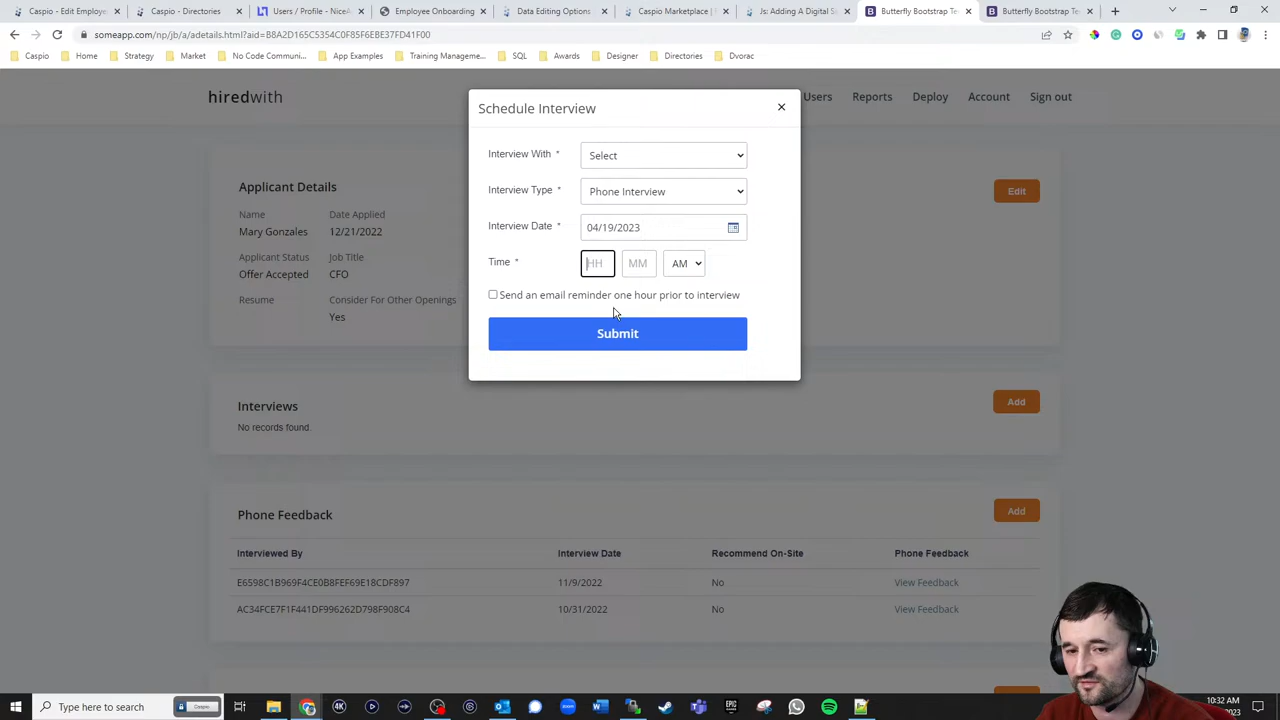 Caspio - Edit Employee
Caspio - Directories
Users / Profile - NiceA
Employee Onboarding
Data Editing Options
Caspio Marketplace |
Js: Adding A Digital S
Butterfly Bootstrap Te
Butterfly Bootstrap Te
someapp.com/np/jb/a/adetails.html?aid=B8A2D165C5354C0F85F6EBE37FD41F00
Caspio
Home
Strategy
Market
No Code Communi...
App Examples
Training Manageme...
SQL
Awards
Designer
Directories
Dvorac
hiredwith
Users
Reports
Deploy
Account
Sign out
Schedule Interview
Interview With *
Select
Interview Type *
Phone Interview
Interview Date *
04/19/2023
Time *
HH
MM
AM
Send an email reminder one hour prior to interview
Submit
Applicant Details
Edit
Name
Date Applied
Mary Gonzales
12/21/2022
Applicant Status
Job Title
Offer Accepted
CFO
Resume
Consider For Other Openings
Yes
Interviews
Add
No records found.
Phone Feedback
Add
Interviewed By
Interview Date
Recommend On-Site
Phone Feedback
E6598C1B969F4CE0B8FEF69E18CDF897
11/9/2022
No
View Feedback
AC34FCE7F1F441DF996262D798F908C4
10/31/2022
No
View Feedback
Type here to search
Caspio
10:32 AM